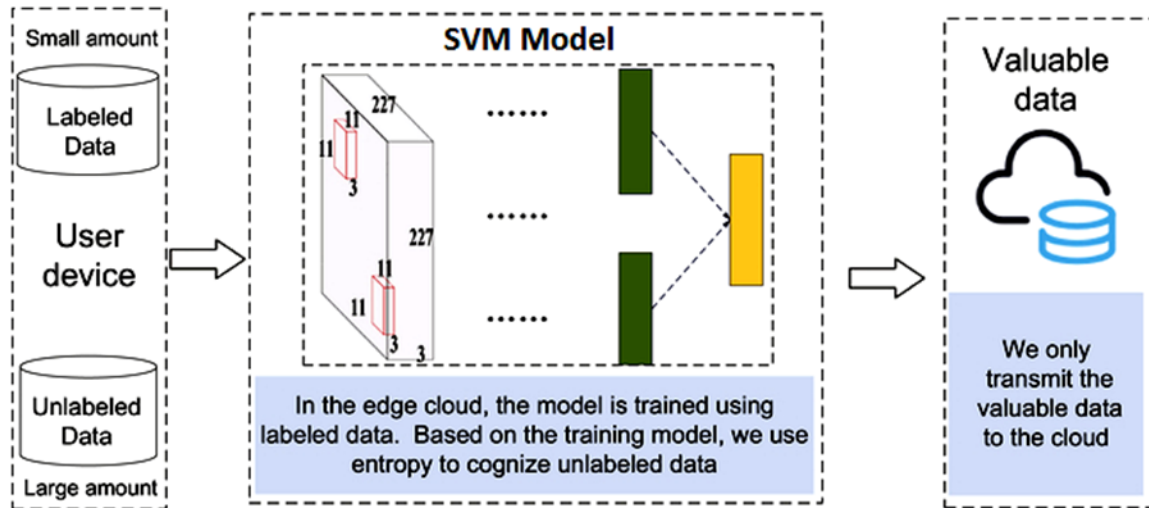 Small amount
Labeled
Data
User
device
Unlabeled
Data
Large amount
SVM Model
227
11
11
3
227
11
11
3
3
......
......
......
In the edge cloud, the model is trained using
labeled data. Based on the training model, we use
entropy to cognize unlabeled data
Valuable
data
We only
transmit the
valuable data
to the cloud